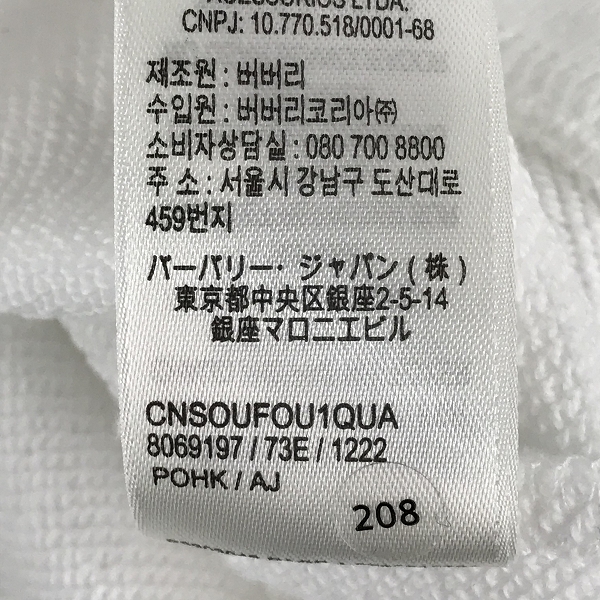 ACESSÓRIOS LTDA.
CNPJ: 10.770.518/0001-68
제조원 : 버버리
수입원 : 버버리코리아㈜
소비자상담실 : 080 700 8800
주 소 : 서울시 강남구 도산대로
459번지
バーバリー・ジャパン ( 株 )
東京都中央区銀座2-5-14
銀座マロニエビル
CNSOUFOU1QUA
8069197 / 73E / 1222
POHK / AJ
208